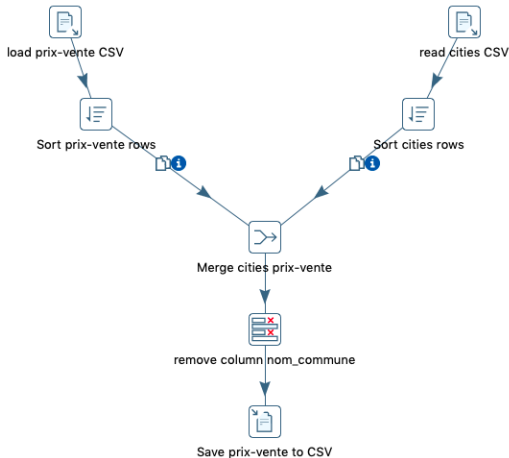 load prix-vente CSV
read cities CSV
Sort prix-vente rows
Sort cities rows
Merge cities prix-vente
remove column nom_commune
Save prix-vente to CSV